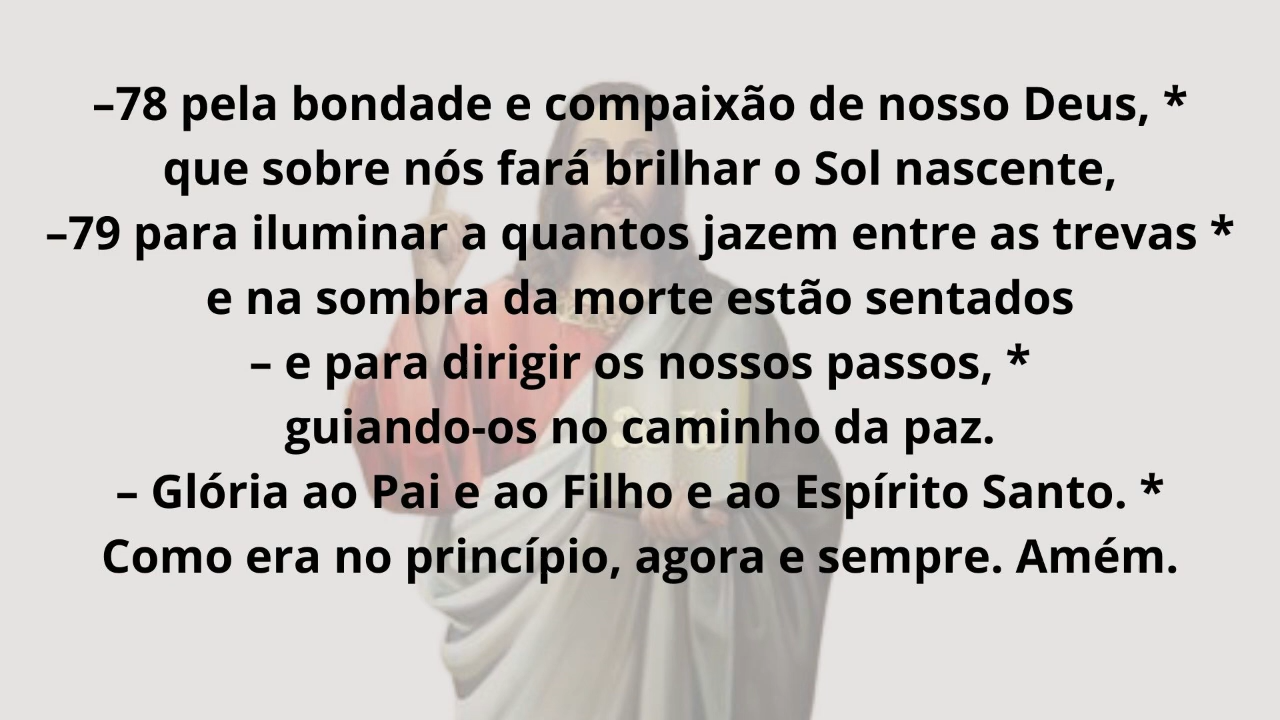 –78 pela bondade e compaixão de nosso Deus, *
que sobre nós fará brilhar o Sol nascente,
–79 para iluminar a quantos jazem entre as trevas *
e na sombra da morte estão sentados
– e para dirigir os nossos passos, *
guiando-os no caminho da paz.
– Glória ao Pai e ao Filho e ao Espírito Santo. *
Como era no princípio, agora e sempre. Amém.